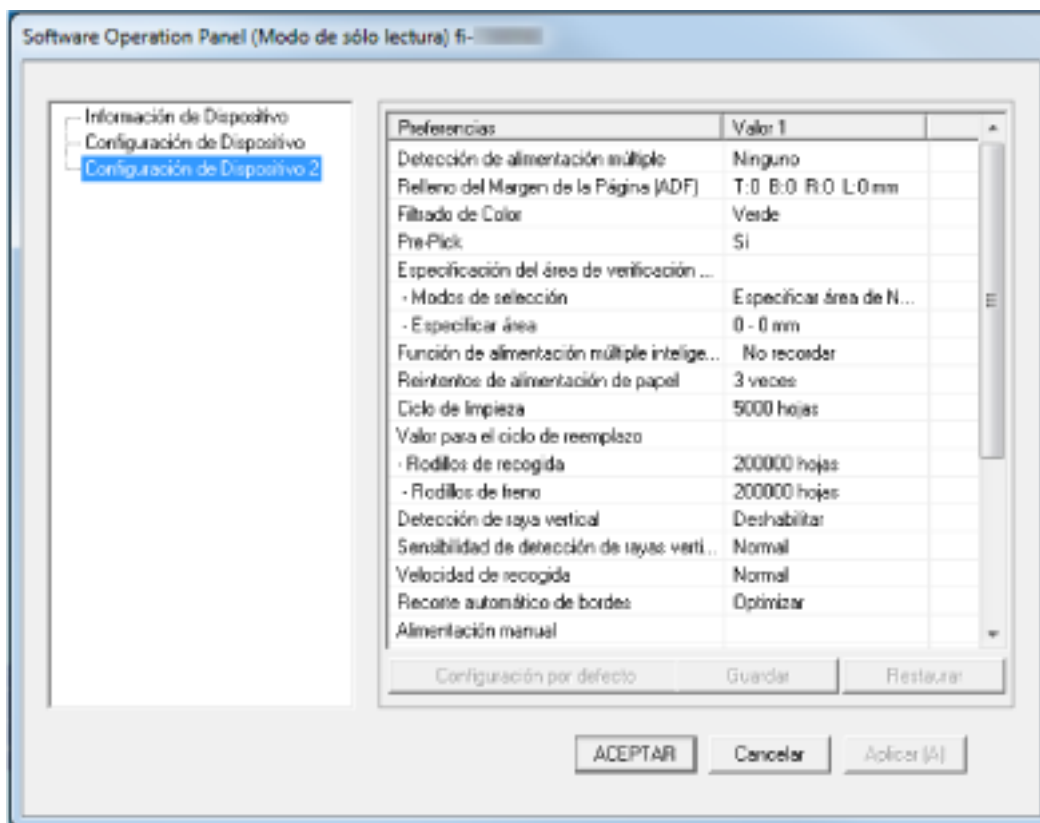 Software Operation Panel (Modo de sólo lectura) fi-
Información de Dispositivo
Configuración de Dispositivo
Configuración de Dispositivo 2
Preferencias Valor 1
Detección de alimentación múltiple Ninguno
Relleno del Margen de la Página (ADF) T:0 B:0 R:0 L:0 mm
Filtrado de Color Verde
Pre-Pick Sí
Especificación del área de verificación ...
- Modos de selección Especificar área de N...
- Especificar área 0 - 0 mm
Función de alimentación múltiple intelige... No recordar
Reintentos de alimentación de papel 3 veces
Ciclo de limpieza 5000 hojas
Valor para el ciclo de reemplazo
- Rodillos de recogida 200000 hojas
- Rodillos de freno 200000 hojas
Detección de raya vertical Deshabilitar
Sensibilidad de detección de rayas verti... Normal
Velocidad de recogida Normal
Recorte automático de bordes Optimizar
Alimentación manual
Configuración por defecto Guardar Restaurar
ACEPTAR Cancelar Aplicar (A)